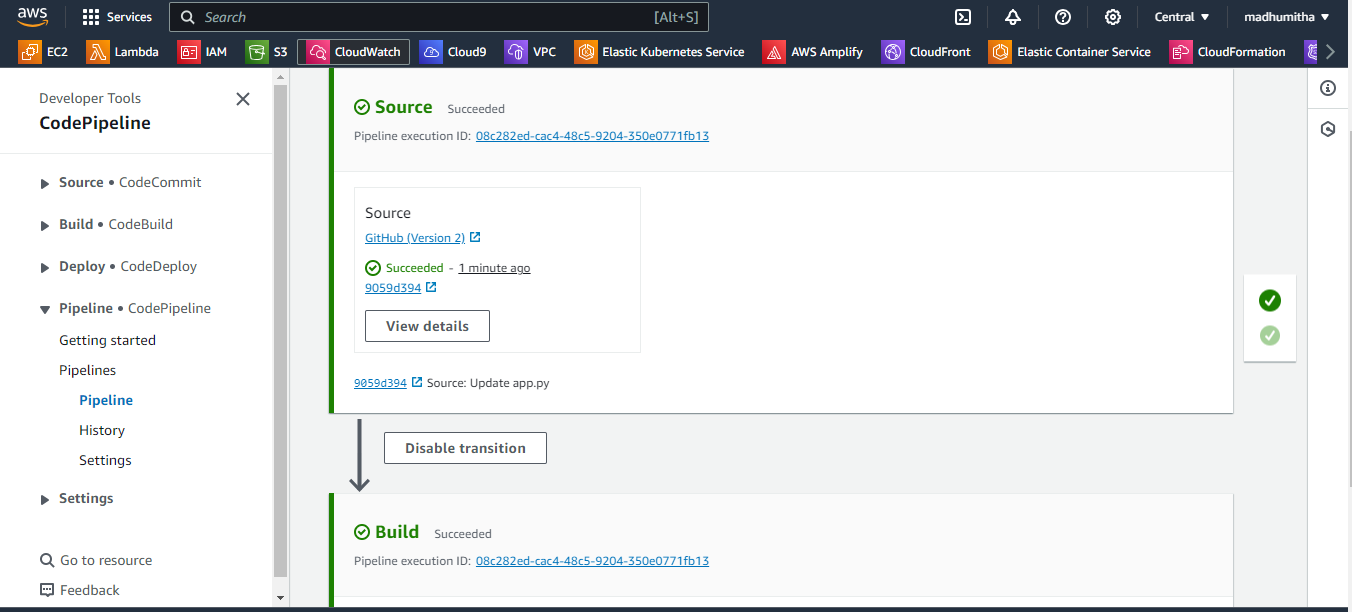 aws
Services
Search
[Alt+S]
Central ▼
madhumitha ▼
EC2
Lambda
IAM
S3
CloudWatch
Cloud9
VPC
Elastic Kubernetes Service
AWS Amplify
CloudFront
Elastic Container Service
CloudFormation
Developer Tools
CodePipeline
Source • CodeCommit
Build • CodeBuild
Deploy • CodeDeploy
Pipeline • CodePipeline
Getting started
Pipelines
Pipeline
History
Settings
Settings
Go to resource
Feedback
Source Succeeded
Pipeline execution ID: 08c282ed-cac4-48c5-9204-350e0771fb13
Source
GitHub (Version 2)
Succeeded - 1 minute ago
9059d394
View details
9059d394 Source: Update app.py
Disable transition
Build Succeeded
Pipeline execution ID: 08c282ed-cac4-48c5-9204-350e0771fb13